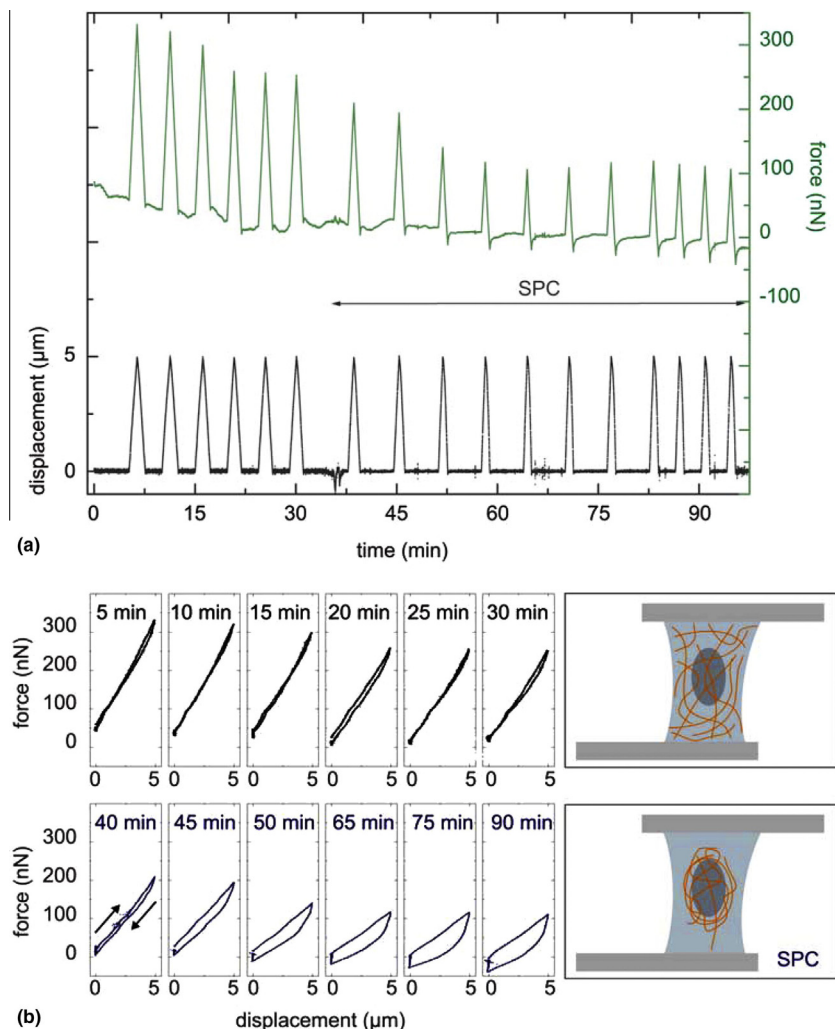 300
200
100
0
-100
force (nN)
SPC
5
0
displacement (µm)
0 15 30 45 60 75 90
(a)
time (min)
5 min 10 min 15 min 20 min 25 min 30 min
300
200
100
0
force (nN)
0 5 0 5 0 5 0 5 0 5 0 5
40 min 45 min 50 min 65 min 75 min 90 min
300
200
100
0
force (nN)
SPC
0 5 0 5 0 5 0 5 0 5 0 5
(b)
displacement (µm)